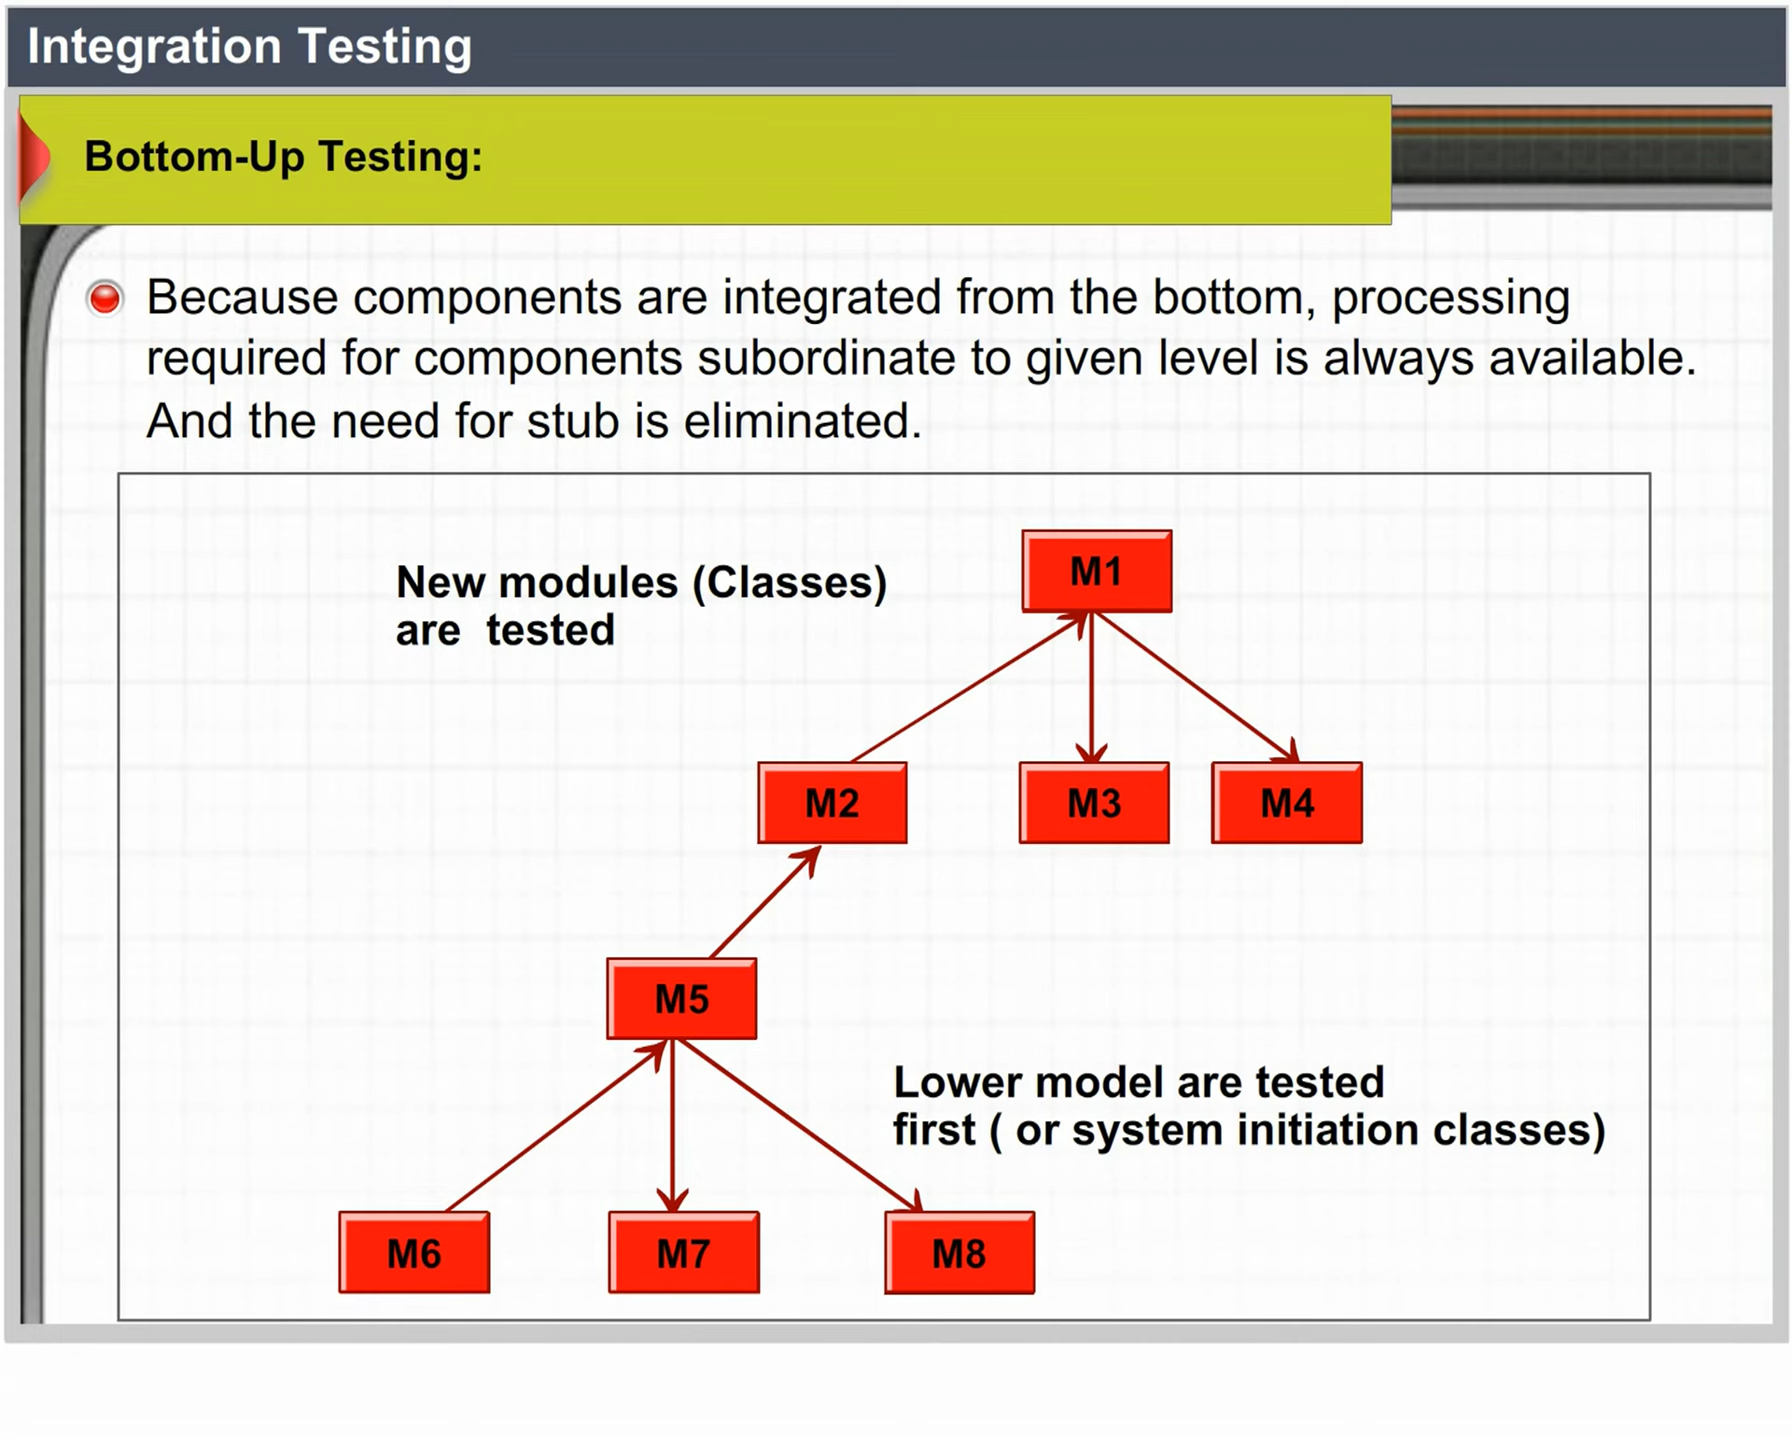 Integration Testing
Bottom-Up Testing:
Because components are integrated from the bottom, processing
required for components subordinate to given level is always available.
And the need for stub is eliminated.
New modules (Classes)
are tested
M1
M2
M3
M4
M5
Lower model are tested
first ( or system initiation classes)
M6
M7
M8